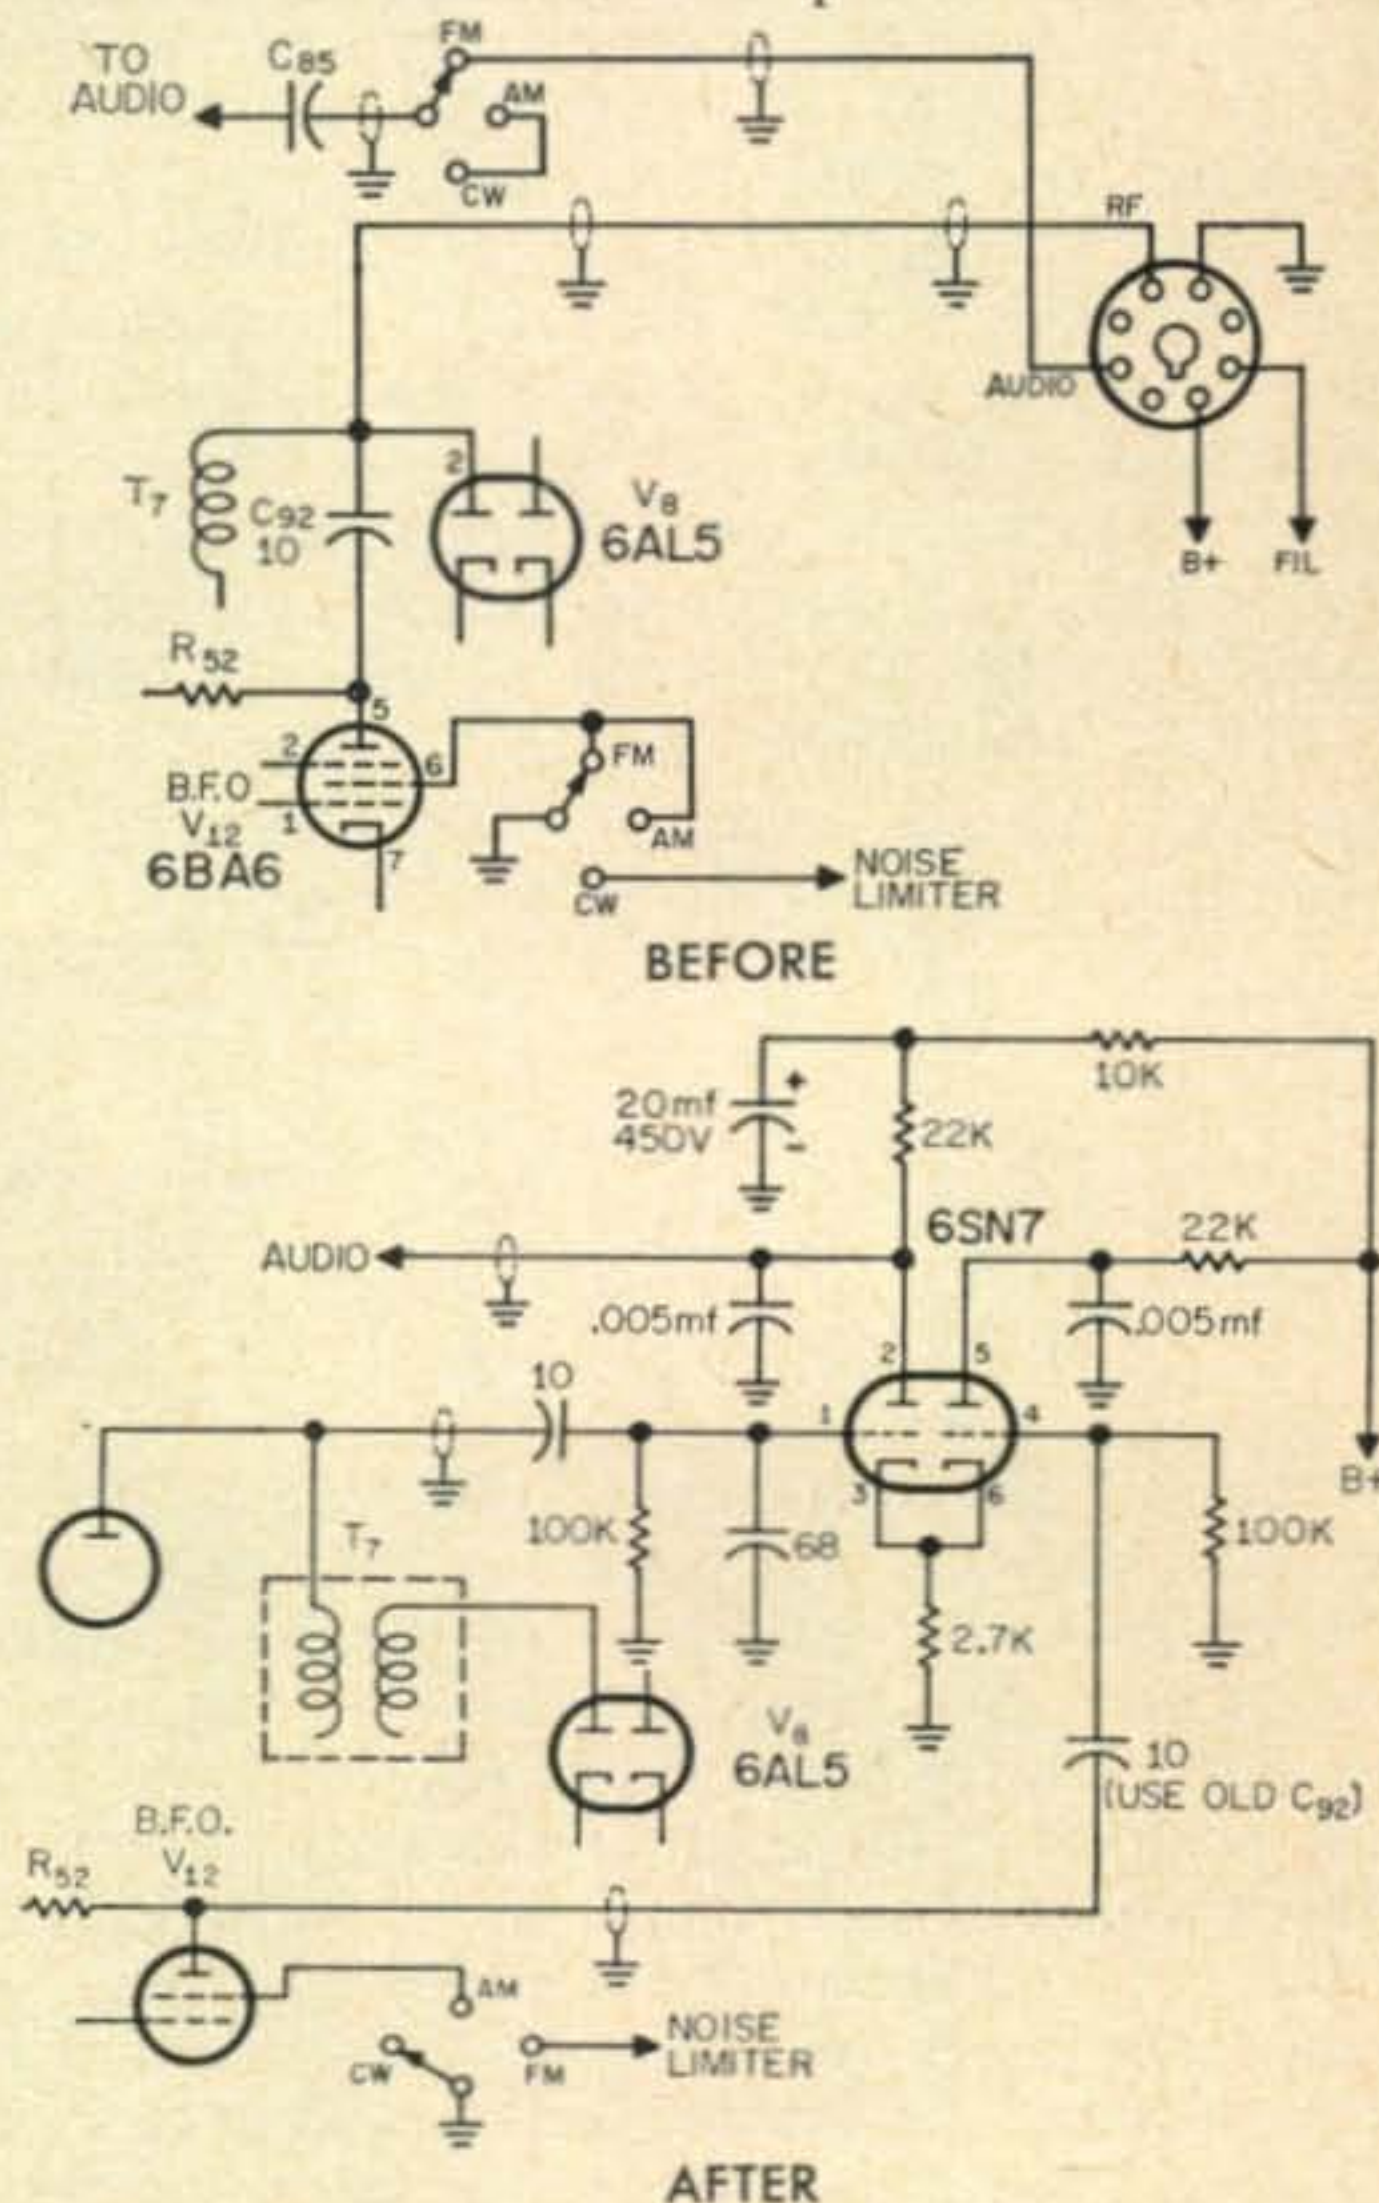 FM
TO
AUDIO
C85
AM
CW
RF
AUDIO
B+
FIL
2
T7
C92
10
V8
6AL5
R52
5
2
6
B.F.O
V12
1
7
6BA6
FM
AM
CW
NOISE
LIMITER
BEFORE
10K
+
20mf
450V
-
22K
6SN7
22K
AUDIO
.005mf
.005mf
2
5
10
1
4
B+
3
6
100K
68
100K
T7
2.7K
6AL5
10
(USE OLD C92)
B.F.O.
V12
R52
AM
CW
FM
NOISE
LIMITER
AFTER